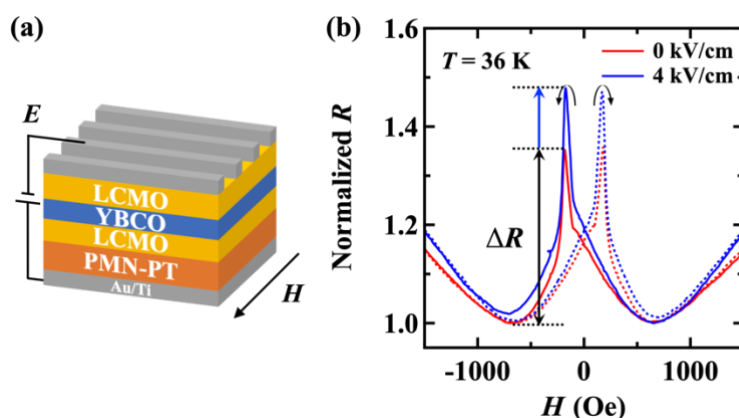 (a)
E
LCMO
YBCO
LCMO
PMN-PT
Au/Ti
H
(b)
T = 36 K
0 kV/cm
4 kV/cm
ΔR
Normalized R
1.6
1.4
1.2
1.0
-1000
0
1000
H (Oe)